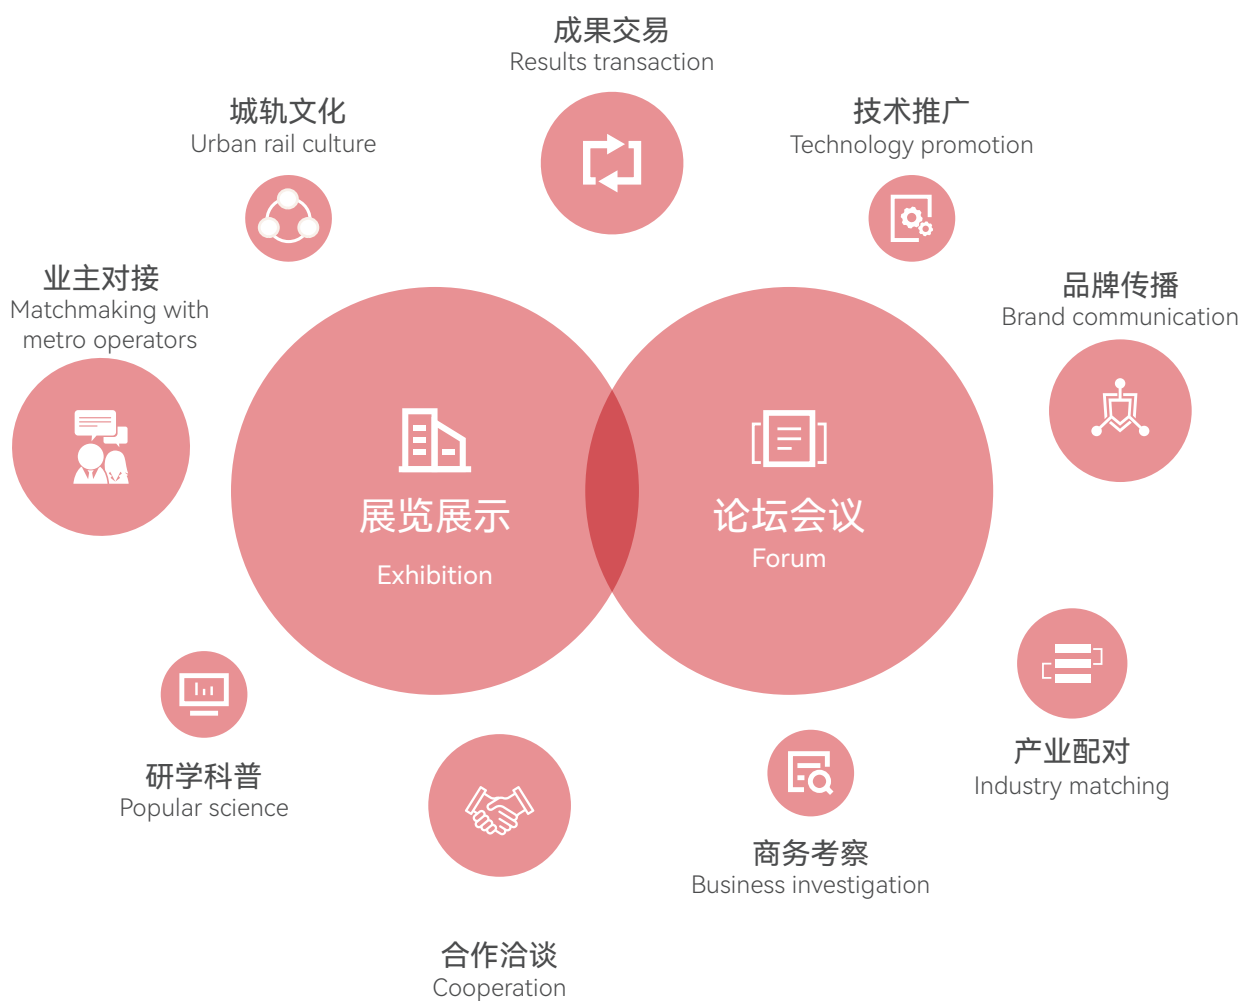 成果交易
Results transaction
城轨文化
Urban rail culture
技术推广
Technology promotion
业主对接
Matchmaking with
metro operators
品牌传播
Brand communication
展览展示
Exhibition
论坛会议
Forum
研学科普
Popular science
产业配对
Industry matching
商务考察
Business investigation
合作洽谈
Cooperation